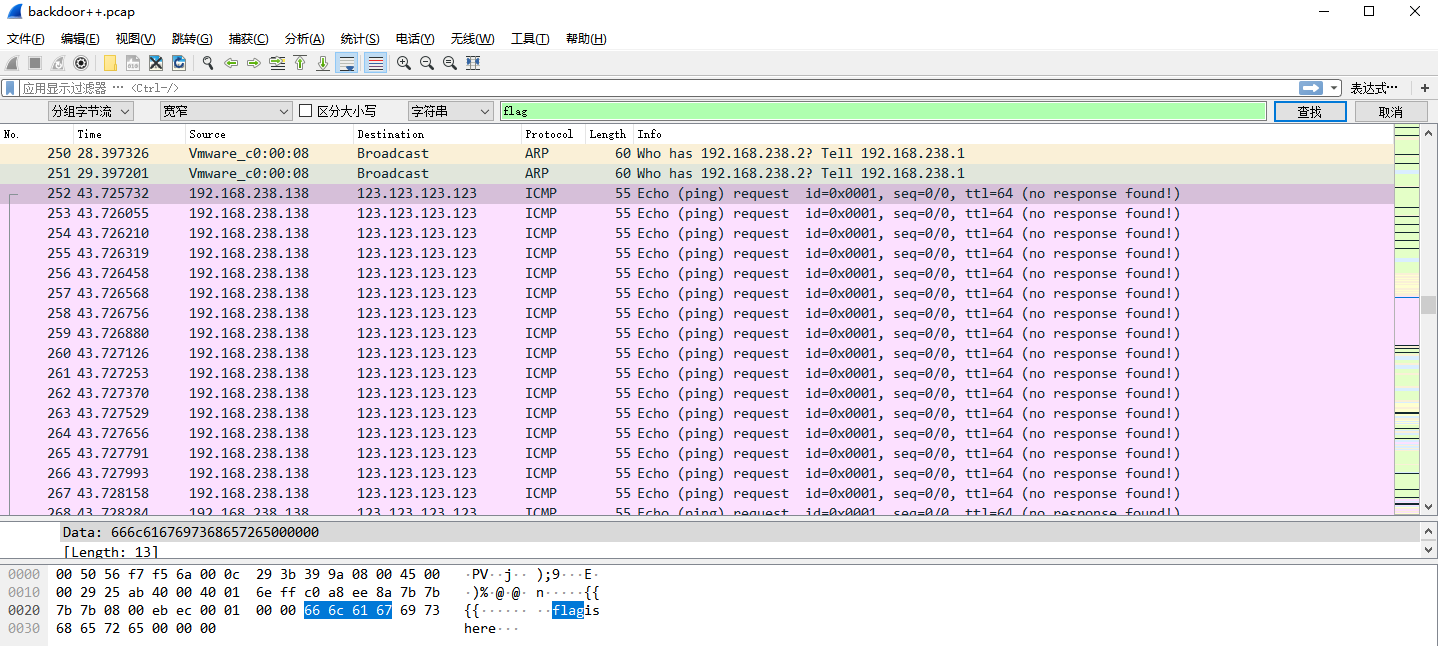 backdoor++.pcap
文件(F) 编辑(E) 视图(V) 跳转(G) 捕获(C) 分析(A) 统计(S) 电话(Y) 无线(W) 工具(T) 帮助(H)
应用显示过滤器 … <Ctrl-/> 表达式… +
分组字节流 宽窄 区分大小写 字符串 flag 查找 取消
No. Time Source Destination Protocol Length Info
250 28.397326 Vmware_c0:00:08 Broadcast ARP 60 Who has 192.168.238.2? Tell 192.168.238.1
251 29.397201 Vmware_c0:00:08 Broadcast ARP 60 Who has 192.168.238.2? Tell 192.168.238.1
252 43.725732 192.168.238.138 123.123.123.123 ICMP 55 Echo (ping) request id=0x0001, seq=0/0, ttl=64 (no response found!)
253 43.726055 192.168.238.138 123.123.123.123 ICMP 55 Echo (ping) request id=0x0001, seq=0/0, ttl=64 (no response found!)
254 43.726210 192.168.238.138 123.123.123.123 ICMP 55 Echo (ping) request id=0x0001, seq=0/0, ttl=64 (no response found!)
255 43.726319 192.168.238.138 123.123.123.123 ICMP 55 Echo (ping) request id=0x0001, seq=0/0, ttl=64 (no response found!)
256 43.726458 192.168.238.138 123.123.123.123 ICMP 55 Echo (ping) request id=0x0001, seq=0/0, ttl=64 (no response found!)
257 43.726568 192.168.238.138 123.123.123.123 ICMP 55 Echo (ping) request id=0x0001, seq=0/0, ttl=64 (no response found!)
258 43.726756 192.168.238.138 123.123.123.123 ICMP 55 Echo (ping) request id=0x0001, seq=0/0, ttl=64 (no response found!)
259 43.726880 192.168.238.138 123.123.123.123 ICMP 55 Echo (ping) request id=0x0001, seq=0/0, ttl=64 (no response found!)
260 43.727126 192.168.238.138 123.123.123.123 ICMP 55 Echo (ping) request id=0x0001, seq=0/0, ttl=64 (no response found!)
261 43.727253 192.168.238.138 123.123.123.123 ICMP 55 Echo (ping) request id=0x0001, seq=0/0, ttl=64 (no response found!)
262 43.727370 192.168.238.138 123.123.123.123 ICMP 55 Echo (ping) request id=0x0001, seq=0/0, ttl=64 (no response found!)
263 43.727529 192.168.238.138 123.123.123.123 ICMP 55 Echo (ping) request id=0x0001, seq=0/0, ttl=64 (no response found!)
264 43.727656 192.168.238.138 123.123.123.123 ICMP 55 Echo (ping) request id=0x0001, seq=0/0, ttl=64 (no response found!)
265 43.727791 192.168.238.138 123.123.123.123 ICMP 55 Echo (ping) request id=0x0001, seq=0/0, ttl=64 (no response found!)
266 43.727993 192.168.238.138 123.123.123.123 ICMP 55 Echo (ping) request id=0x0001, seq=0/0, ttl=64 (no response found!)
267 43.728158 192.168.238.138 123.123.123.123 ICMP 55 Echo (ping) request id=0x0001, seq=0/0, ttl=64 (no response found!)
268 43.728284 192.168.238.138 123.123.123.123 ICMP 55 Echo (ping) request id=0x0001, seq=0/0, ttl=64 (no response found!)
Data: 666c6167697368657265000000
[Length: 13]
0000 00 50 56 f7 f5 6a 00 0c 29 3b 39 9a 08 00 45 00 ·PV··j·· );9···E·
0010 00 29 25 ab 40 00 40 01 6e ff c0 a8 ee 8a 7b 7b ·)%·@·@· n·····{{
0020 7b 7b 08 00 eb ec 00 01 00 00 66 6c 61 67 69 73 {{······ ··flagis
0030 68 65 72 65 00 00 00 here···